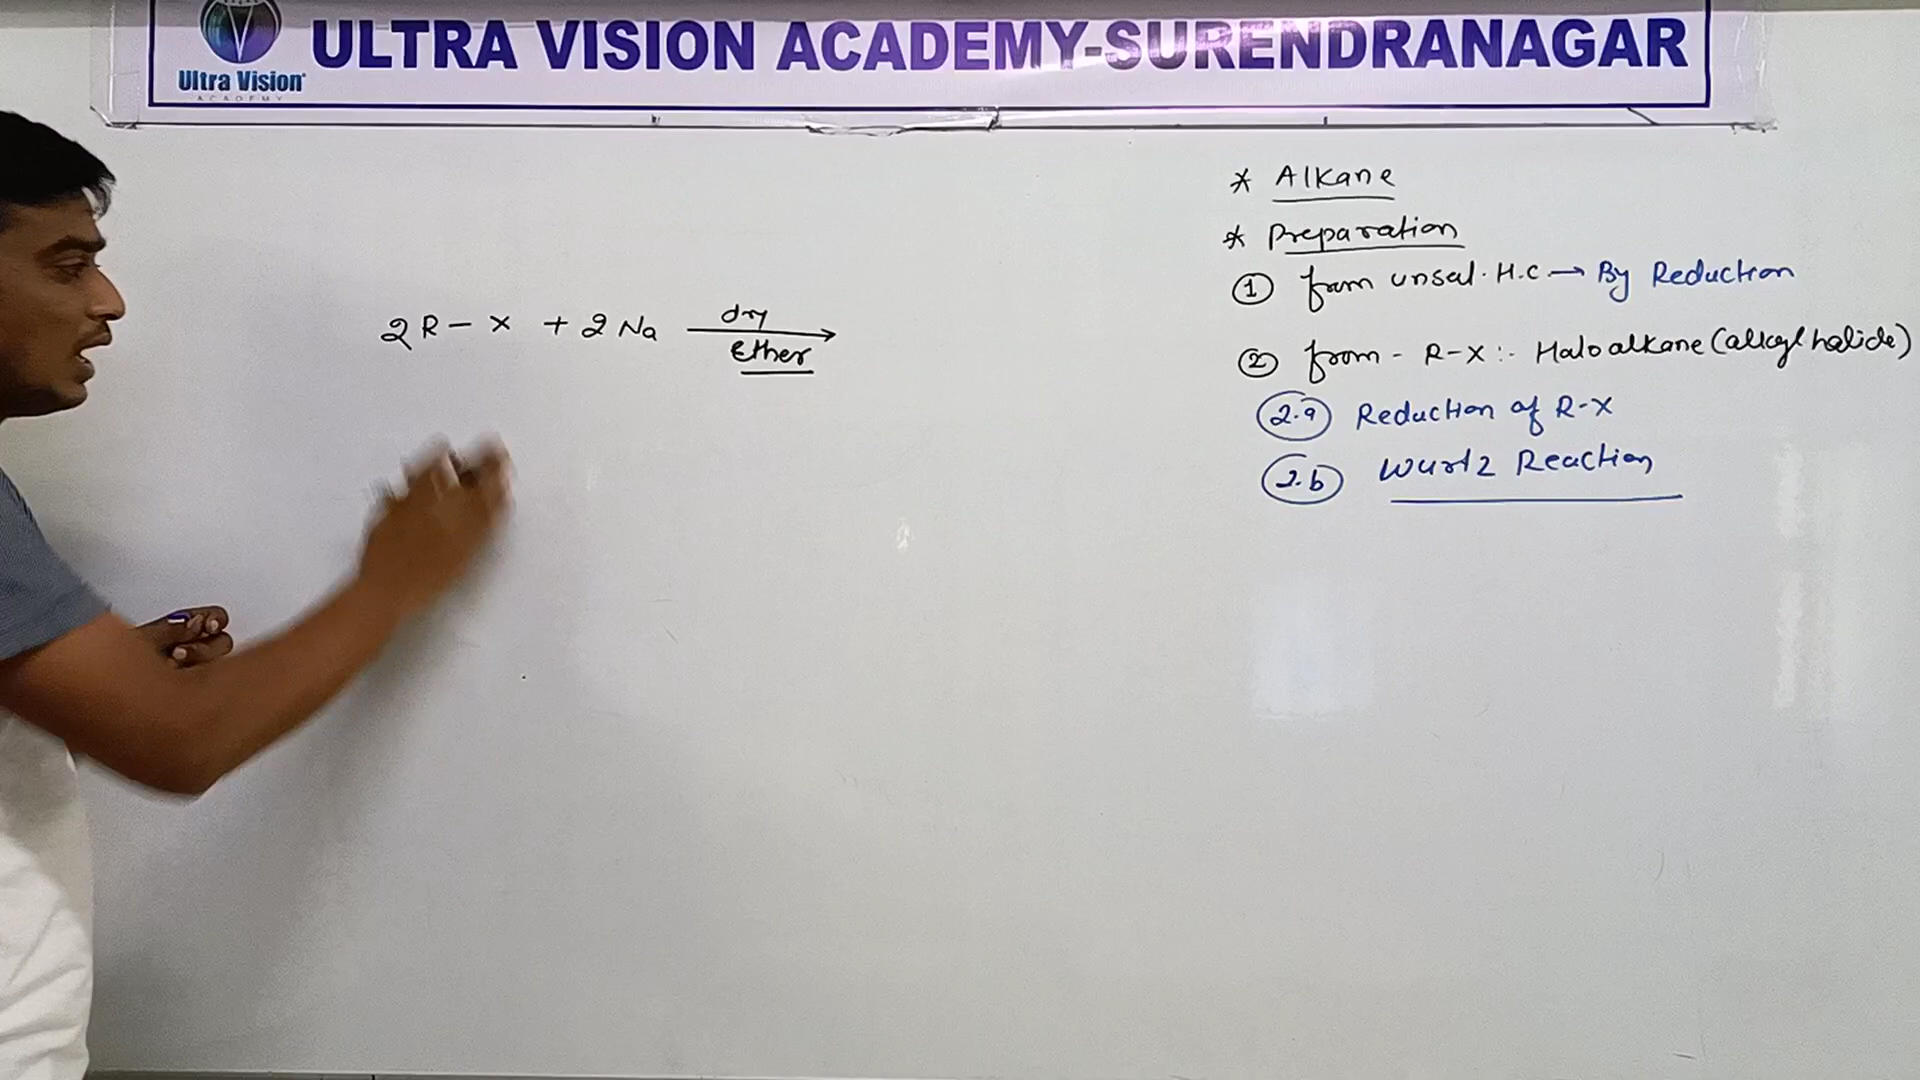 ULTRA VISION ACADEMY-SURENDRANAGAR
Ultra Vision
ACADEMY
2R-X + 2Na dry
Ether
* Alkane
* Preparation
① from unsat. H.C → By Reduction
② from - R-X :- Haloalkane (alkyl halide)
2.a Reduction of R-X
2.b Wurtz Reaction